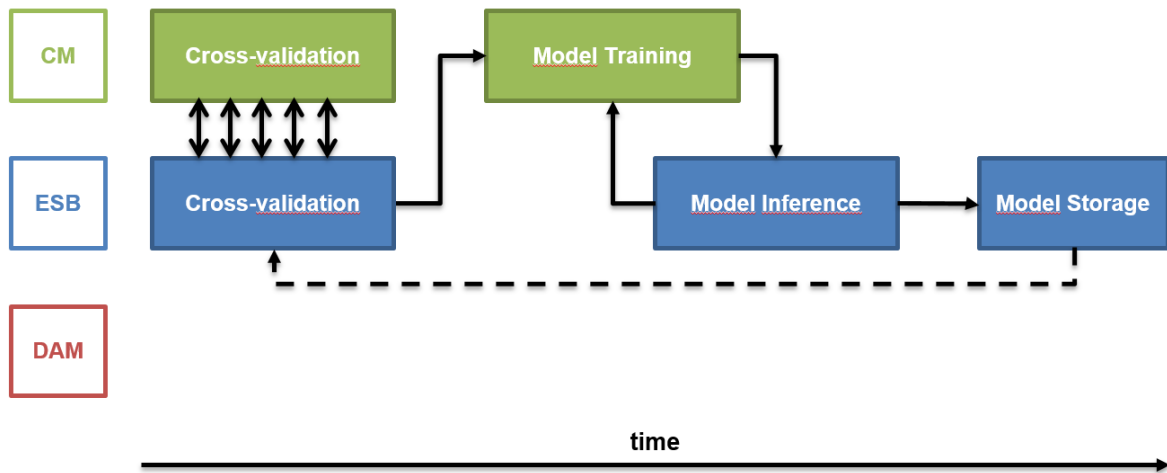 CM
Cross-validation
Model Training
ESB
Cross-validation
Model Inference
Model Storage
DAM
time